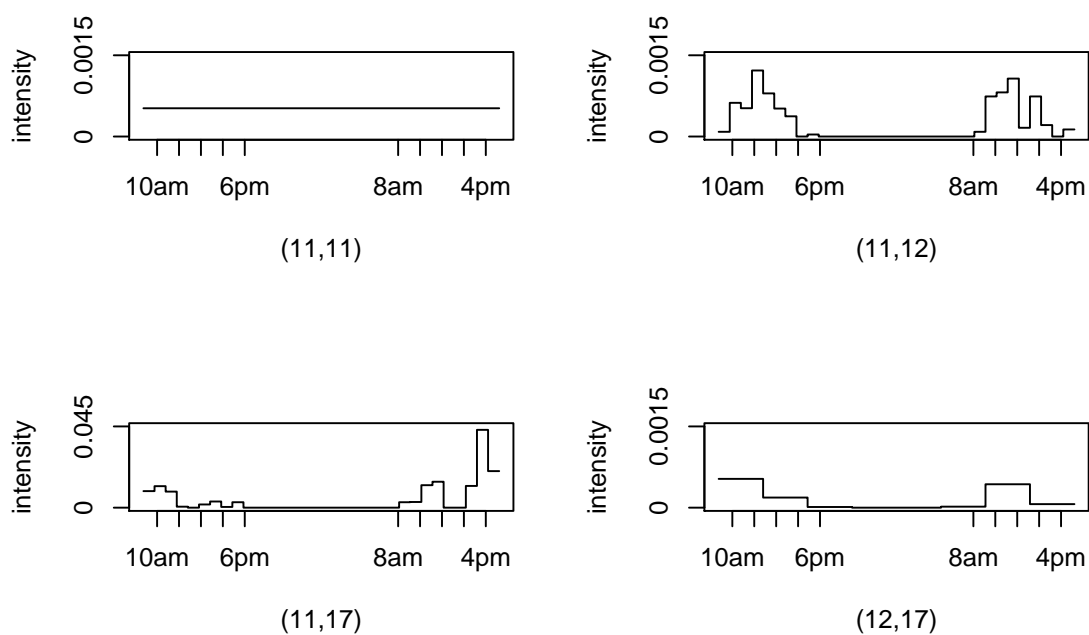 intensity
0.0015
0
10am 6pm 8am 4pm
(11,11)
intensity
0.0015
0
10am 6pm 8am 4pm
(11,12)
intensity
0.045
0
10am 6pm 8am 4pm
(11,17)
intensity
0.0015
0
10am 6pm 8am 4pm
(12,17)